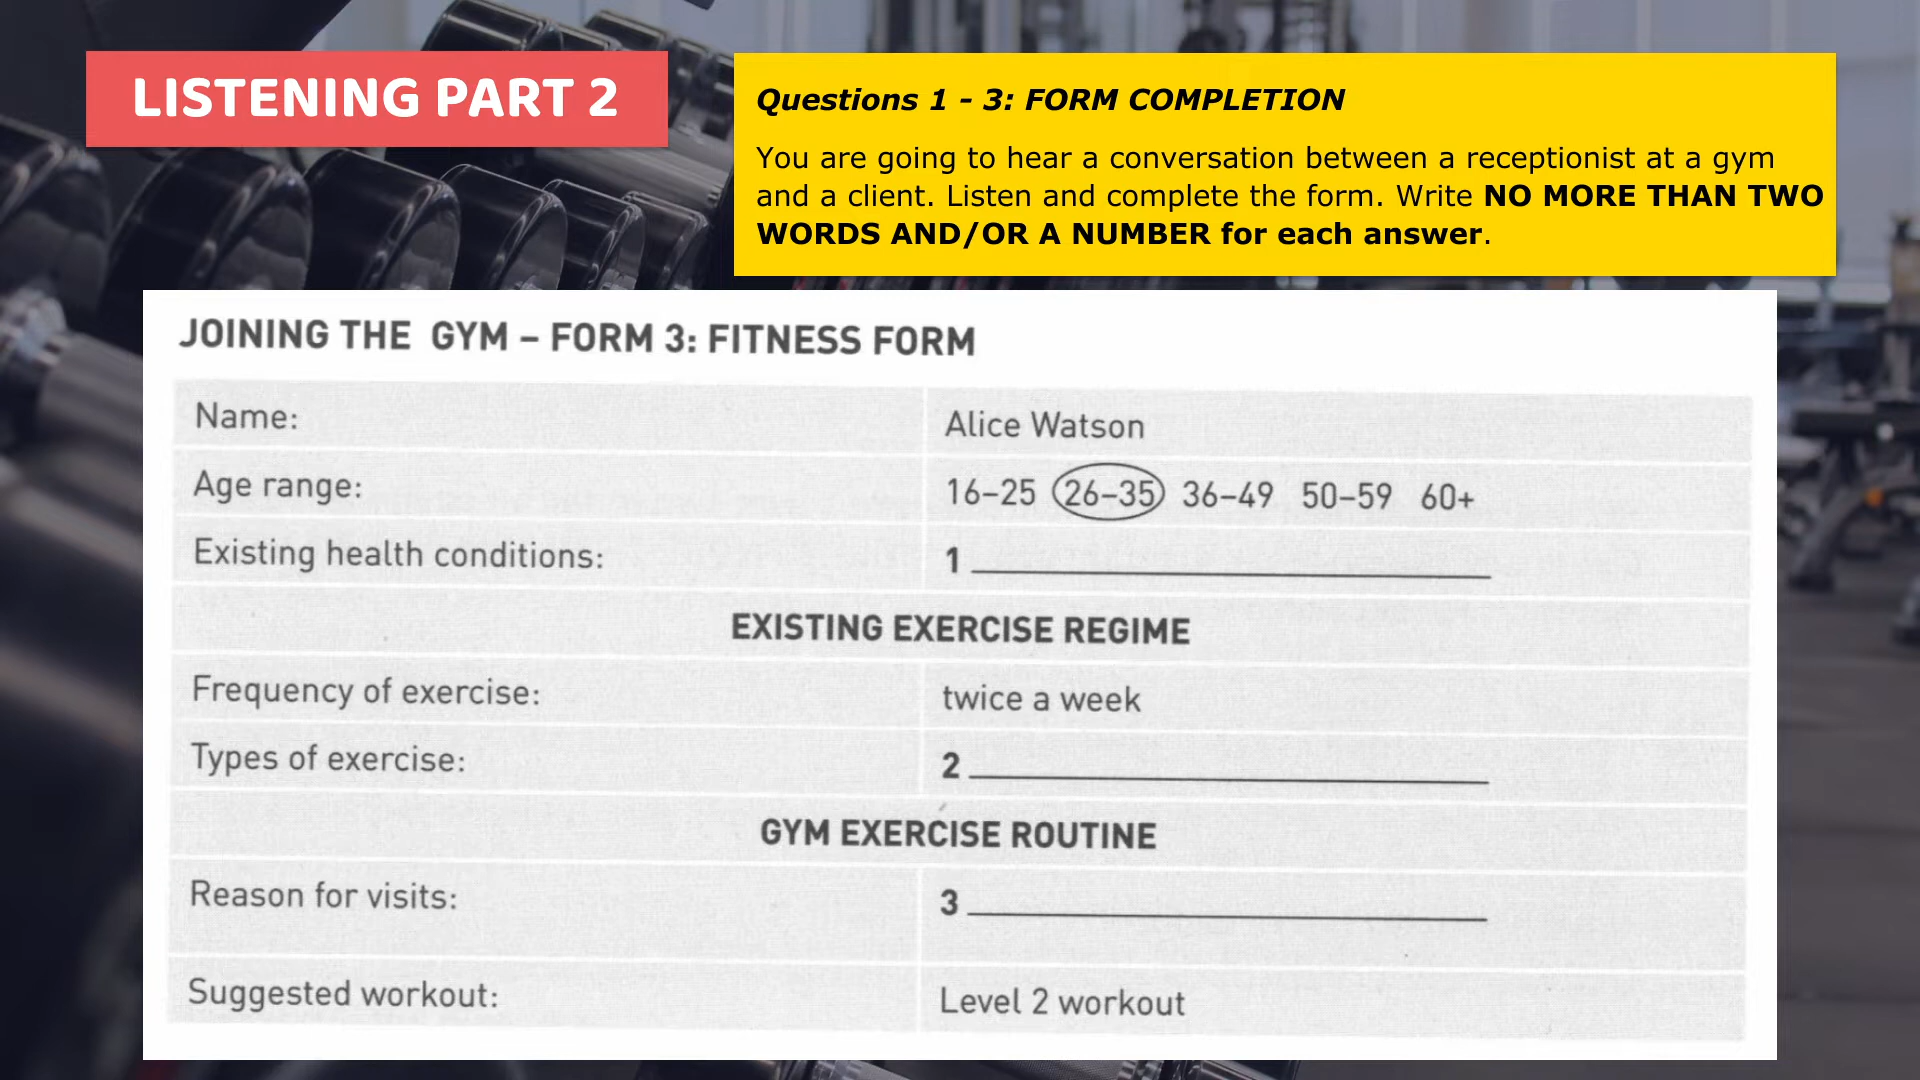 LISTENING PART 2
Questions 1 - 3: FORM COMPLETION
You are going to hear a conversation between a receptionist at a gym
and a client. Listen and complete the form. Write NO MORE THAN TWO
WORDS AND/OR A NUMBER for each answer.
JOINING THE GYM – FORM 3: FITNESS FORM
Name: Alice Watson
Age range: 16–25 26–35 36–49 50–59 60+
Existing health conditions: 1
EXISTING EXERCISE REGIME
Frequency of exercise: twice a week
Types of exercise: 2
GYM EXERCISE ROUTINE
Reason for visits: 3
Suggested workout: Level 2 workout